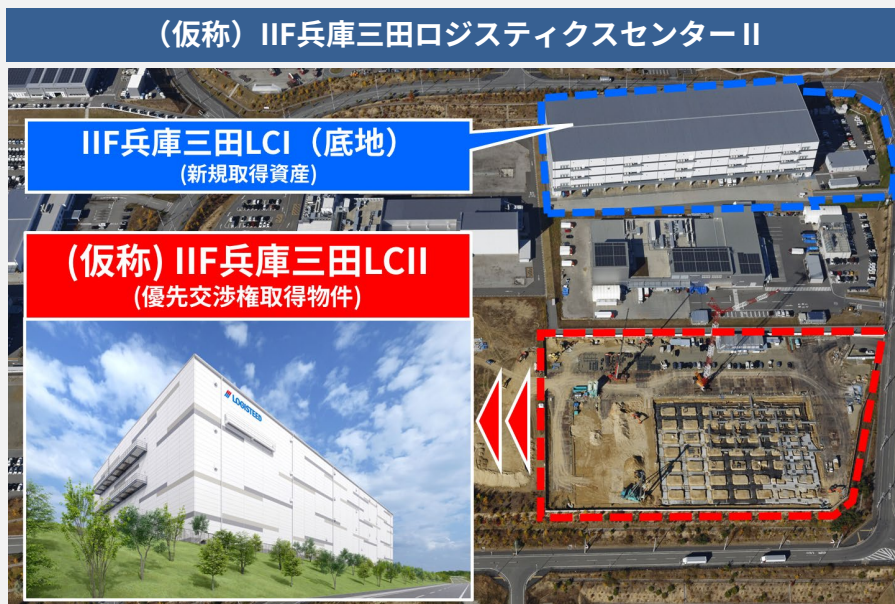 （仮称）IIF兵庫三田ロジスティクスセンターⅡ
IIF兵庫三田LCI（底地）
(新規取得資産)
(仮称) IIF兵庫三田LCII
(優先交渉権取得物件)
LOGISTEED